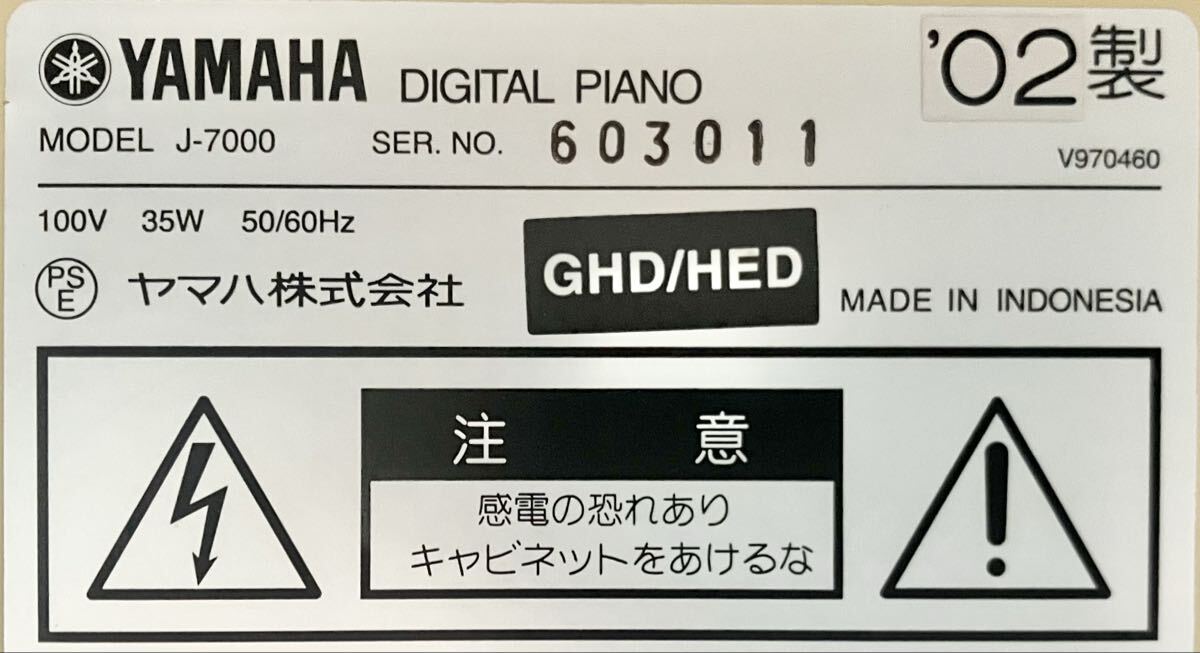 YAMAHA DIGITAL PIANO '02製
MODEL J-7000 SER. NO. 603011 V970460
100V 35W 50/60Hz
PSE ヤマハ株式会社 GHD/HED MADE IN INDONESIA
注意
感電の恐れあり
キャビネットをあけるな